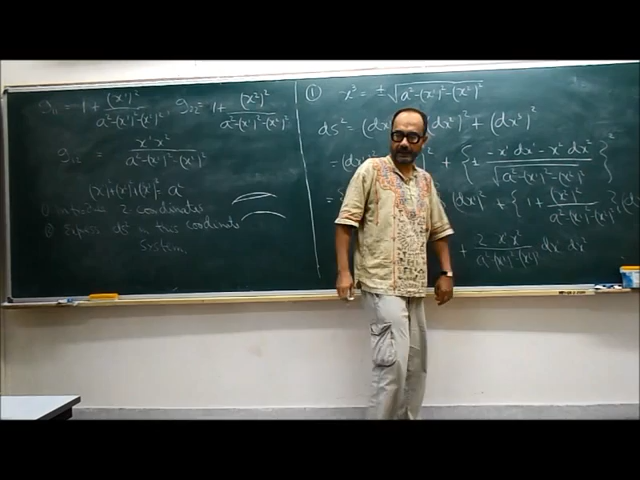 g₁₁ = 1 + (x¹)² / a²-(x¹)²-(x²)² , g₂₂ = 1 + (x²)² / a²-(x¹)²-(x²)²
g₁₂ = x¹x² / a²-(x¹)²-(x²)²
(x¹)²+(x²)²+(x³)² = a²
① Introduce 2 coordinates
② Express ds² in this coordinate
system.
① x³ = ± √a²-(x¹)²-(x²)²
ds² = (dx¹)² + (dx²)² + (dx³)²
= (dx¹)² + { ± -x¹dx¹ - x²dx² / √a²-(x¹)²-(x²)² }²
= (dx¹)² + { 1 + (x²)² / a²-(x¹)²-(x²)² } (dx²)²
+ 2x¹x² / a²-(x¹)²-(x²)² dx¹ dx²